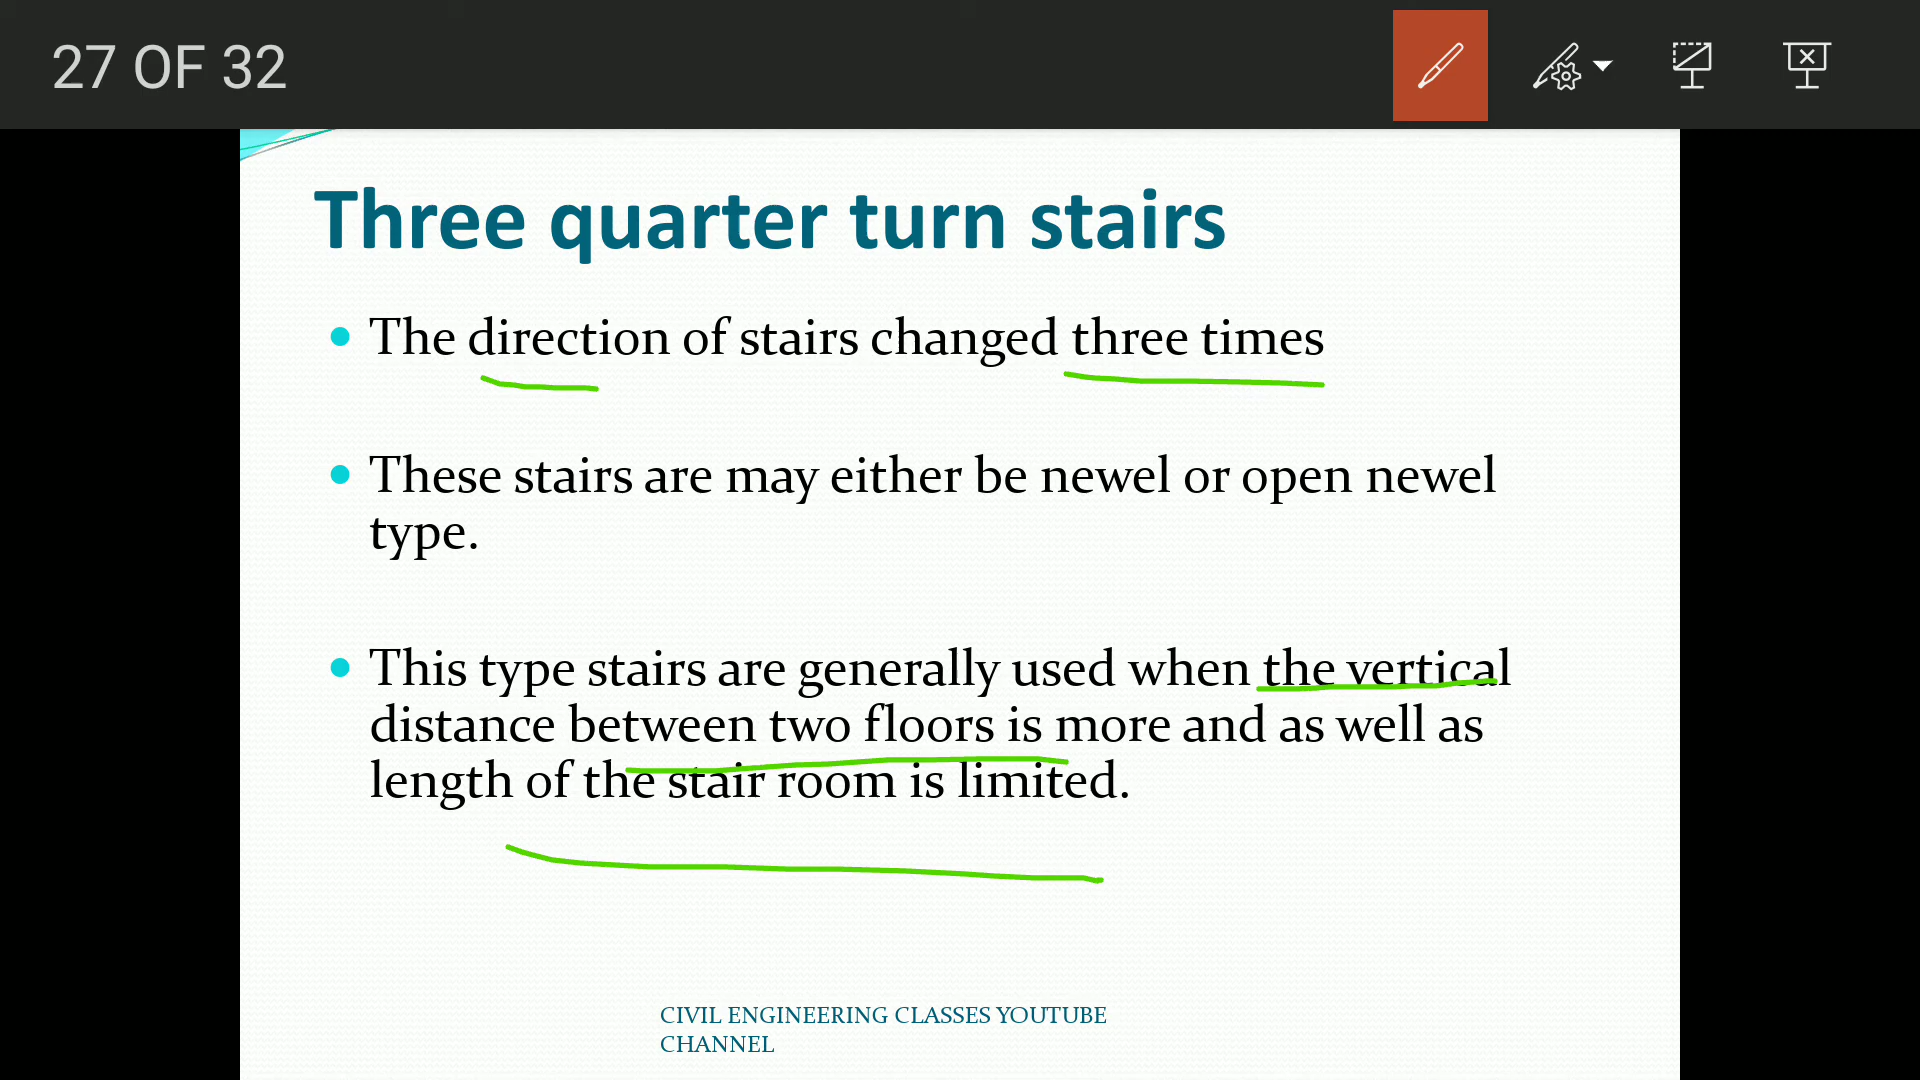 27 OF 32
Three quarter turn stairs
The direction of stairs changed three times
These stairs are may either be newel or open newel
type.
This type stairs are generally used when the vertical
distance between two floors is more and as well as
length of the stair room is limited.
CIVIL ENGINEERING CLASSES YOUTUBE
CHANNEL